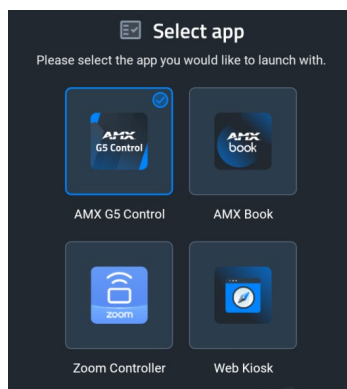 Select app
Please select the app you would like to launch with.
AMX
G5 Control
AMX
book
AMX G5 Control
AMX Book
zoom
Zoom Controller
Web Kiosk